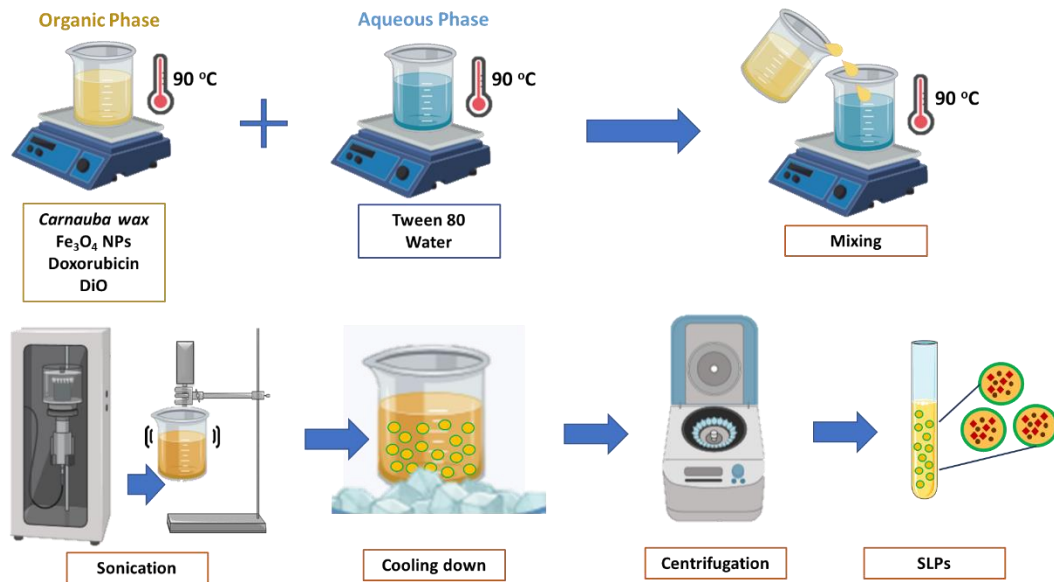 Organic Phase
Aqueous Phase
90 °C
90 °C
90 °C
Carnauba wax
Fe₃O₄ NPs
Doxorubicin
DiO
Tween 80
Water
Mixing
Sonication
Cooling down
Centrifugation
SLPs